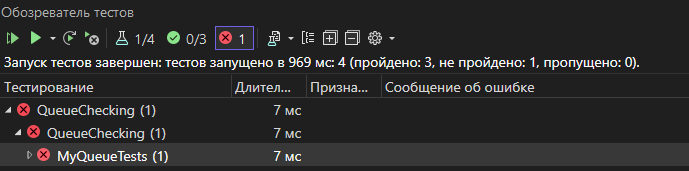 Обозреватель тестов
1/4 0/3 1
Запуск тестов завершен: тестов запущено в 969 мс: 4 (пройдено: 3, не пройдено: 1, пропущено: 0).
Тестирование Длител... Призна... Сообщение об ошибке
QueueChecking (1) 7 мс
QueueChecking (1) 7 мс
MyQueueTests (1) 7 мс